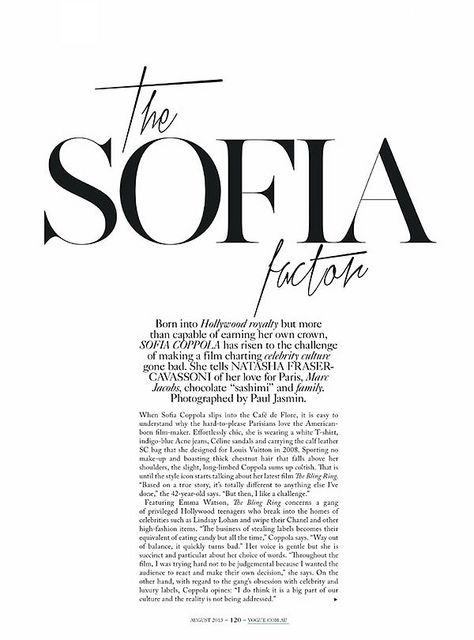 The
SOFIA
factor
Born into Hollywood royalty but more
than capable of earning her own crown,
SOFIA COPPOLA has risen to the challenge
of making a film charting celebrity culture
gone bad. She tells NATASHA FRASER-
CAVASSONI of her love for Paris, Marc
Jacobs, chocolate “sashimi” and family.
Photographed by Paul Jasmin.
When Sofia Coppola slips into the Café de Flore, it is easy to
understand why the hard-to-please Parisians love the American-
born film-maker. Effortlessly chic, she is wearing a white T-shirt,
indigo-blue Acne jeans, Céline sandals and carrying the calf leather
SC bag that she designed for Louis Vuitton in 2008. Sporting no
make-up and boasting thick chestnut hair that falls above her
shoulders, the slight, long-limbed Coppola sums up coltish. That is
until the style icon starts talking about her latest film The Bling Ring.
“Based on a true story, it’s totally different to anything else I’ve
done,” the 42-year-old says. “But then, I like a challenge.”
Featuring Emma Watson, The Bling Ring concerns a gang
of privileged Hollywood teenagers who break into the homes of
celebrities such as Lindsay Lohan and swipe their Chanel and other
high-fashion items. “The business of stealing labels becomes their
equivalent of eating candy but all the time,” Coppola says. “Way out
of balance, it quickly turns bad.” Her voice is gentle but she is
succinct and particular about her choice of words. “Throughout the
film, I was trying hard not to be judgemental because I wanted the
audience to react and make their own decision,” she says. On the
other hand, with regard to the gang’s obsession with celebrity and
luxury labels, Coppola opines: “I do think it is a big part of our
culture and the reality is not being addressed.”
AUGUST 2013 – 120 – VOGUE.COM.AU